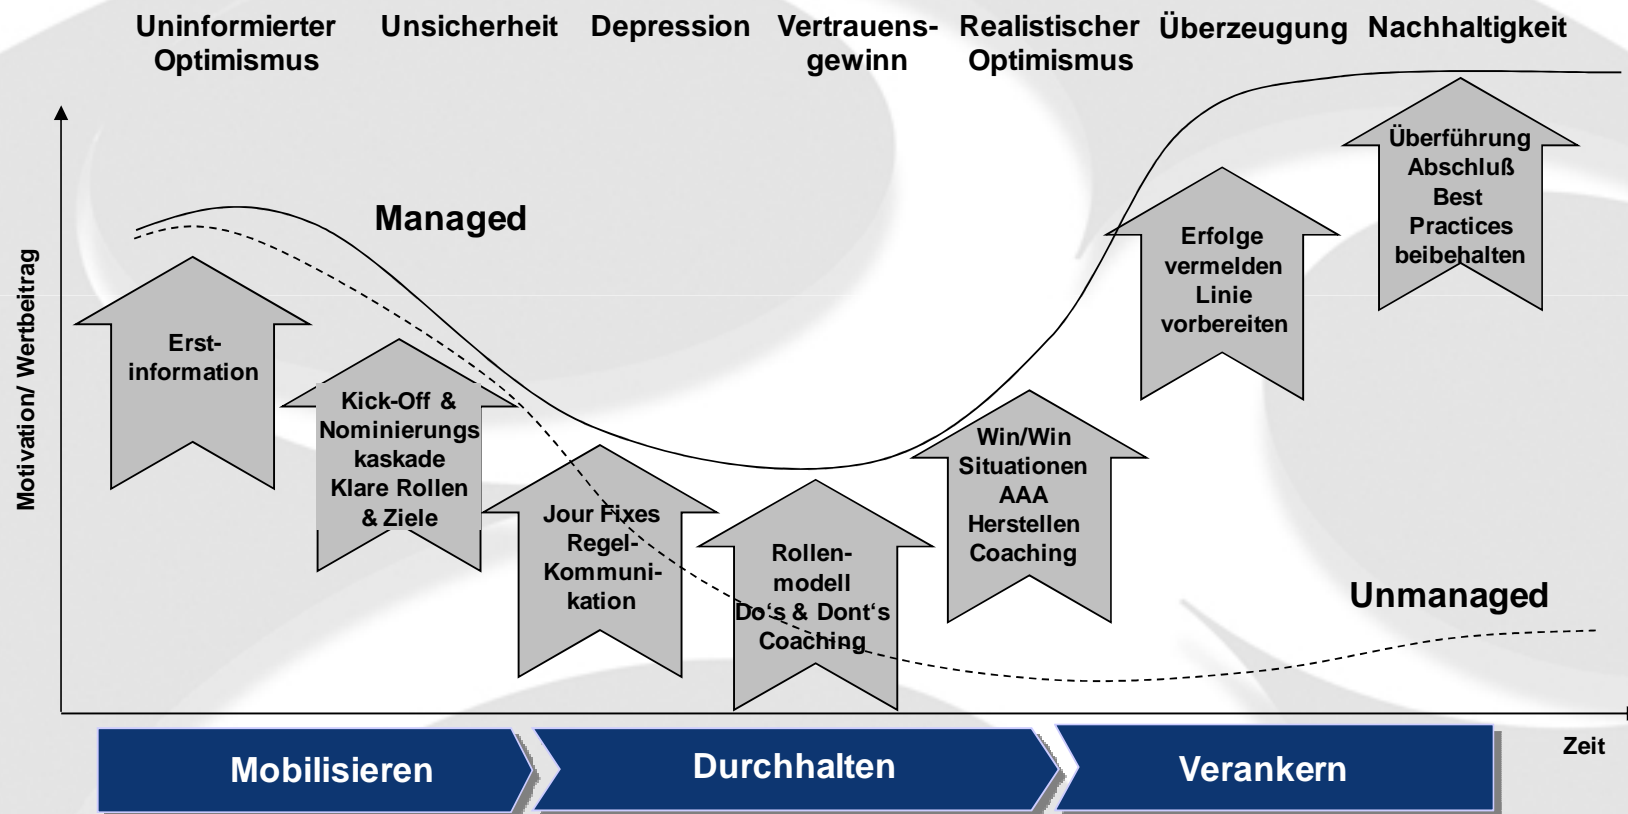 Uninformierter
Optimismus
Unsicherheit
Depression
Vertrauens-
gewinn
Realistischer
Optimismus
Überzeugung
Nachhaltigkeit
Motivation/ Wertbeitrag
Managed
Erst-
information
Kick-Off &
Nominierungs
kaskade
Klare Rollen
& Ziele
Jour Fixes
Regel-
Kommuni-
kation
Rollen-
modell
Do‘s & Dont‘s
Coaching
Win/Win
Situationen
AAA
Herstellen
Coaching
Erfolge
vermelden
Linie
vorbereiten
Überführung
Abschluß
Best
Practices
beibehalten
Unmanaged
Zeit
Mobilisieren
Durchhalten
Verankern